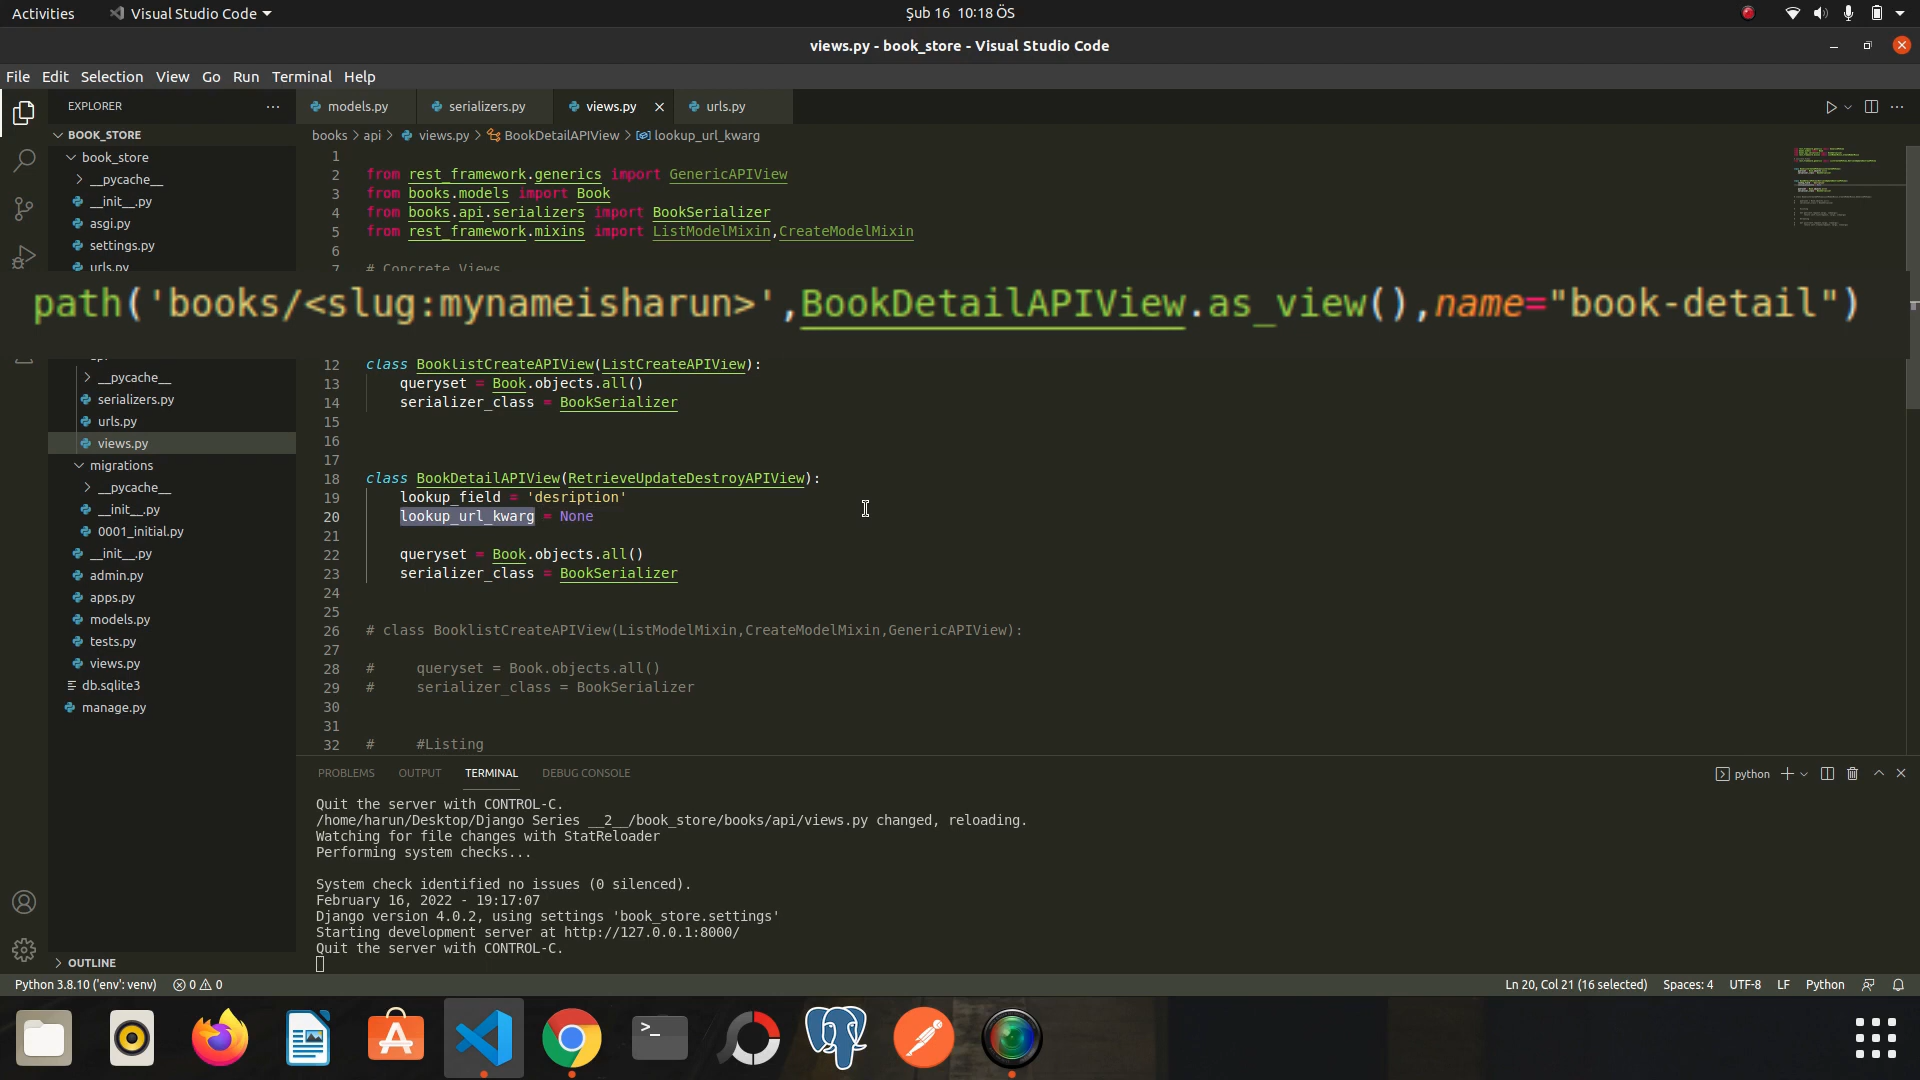 Activities
Visual Studio Code
Şub 16 10:18 ÖS
views.py - book_store - Visual Studio Code
File Edit Selection View Go Run Terminal Help
EXPLORER
BOOK_STORE
book_store
__pycache__
__init__.py
asgi.py
settings.py
urls.py
__pycache__
serializers.py
urls.py
views.py
migrations
__pycache__
__init__.py
0001_initial.py
__init__.py
admin.py
apps.py
models.py
tests.py
views.py
db.sqlite3
manage.py
OUTLINE
models.py serializers.py views.py urls.py
books > api > views.py > BookDetailAPIView > lookup_url_kwarg
1
2 from rest_framework.generics import GenericAPIView
3 from books.models import Book
4 from books.api.serializers import BookSerializer
5 from rest_framework.mixins import ListModelMixin,CreateModelMixin
6
7 # Concrete Views
path('books/<slug:mynameisharun>',BookDetailAPIView.as_view(),name="book-detail")
12 class BooklistCreateAPIView(ListCreateAPIView):
13 queryset = Book.objects.all()
14 serializer_class = BookSerializer
15
16
17
18 class BookDetailAPIView(RetrieveUpdateDestroyAPIView):
19 lookup_field = 'desription'
20 lookup_url_kwarg = None
21
22 queryset = Book.objects.all()
23 serializer_class = BookSerializer
24
25
26 # class BooklistCreateAPIView(ListModelMixin,CreateModelMixin,GenericAPIView):
27
28 # queryset = Book.objects.all()
29 # serializer_class = BookSerializer
30
31
32 # #Listing
PROBLEMS OUTPUT TERMINAL DEBUG CONSOLE
python
Quit the server with CONTROL-C.
/home/harun/Desktop/Django Series __2__/book_store/books/api/views.py changed, reloading.
Watching for file changes with StatReloader
Performing system checks...
System check identified no issues (0 silenced).
February 16, 2022 - 19:17:07
Django version 4.0.2, using settings 'book_store.settings'
Starting development server at http://127.0.0.1:8000/
Quit the server with CONTROL-C.
Python 3.8.10 ('env': venv) 0 0
Ln 20, Col 21 (16 selected) Spaces: 4 UTF-8 LF Python